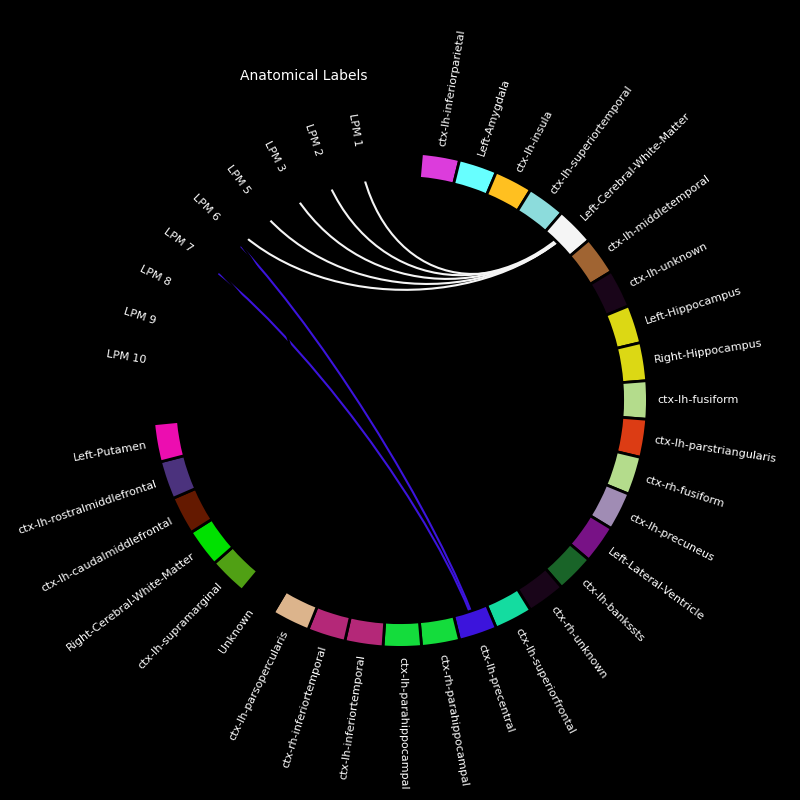 Anatomical Labels
LPM 1
LPM 2
LPM 3
LPM 5
LPM 6
LPM 7
LPM 8
LPM 9
LPM 10
ctx-lh-inferiorparietal
Left-Amygdala
ctx-lh-insula
ctx-lh-superiortemporal
Left-Cerebral-White-Matter
ctx-lh-middletemporal
ctx-lh-unknown
Left-Hippocampus
Right-Hippocampus
ctx-lh-fusiform
ctx-lh-parstriangularis
ctx-rh-fusiform
ctx-lh-precuneus
Left-Lateral-Ventricle
ctx-lh-bankssts
ctx-rh-unknown
ctx-lh-superiorfrontal
ctx-lh-precentral
ctx-rh-parahippocampal
ctx-lh-parahippocampal
ctx-lh-inferiortemporal
ctx-rh-inferiortemporal
ctx-lh-parsopercularis
Unknown
ctx-lh-supramarginal
Right-Cerebral-White-Matter
ctx-lh-caudalmiddlefrontal
ctx-lh-rostralmiddlefrontal
Left-Putamen